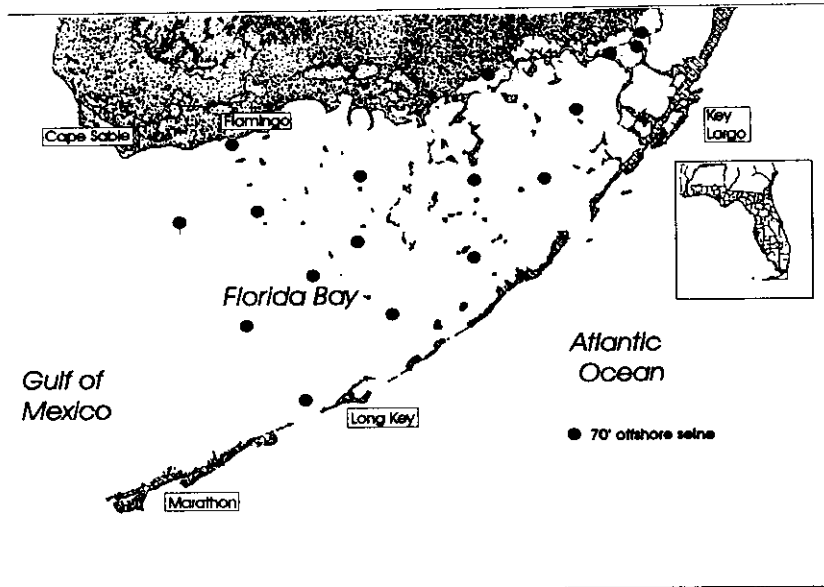 Flamingo
Cape Sable
Key
Largo
Florida Bay
Atlantic
Ocean
Gulf of
Mexico
Long Key
70' offshore seine
Marathon